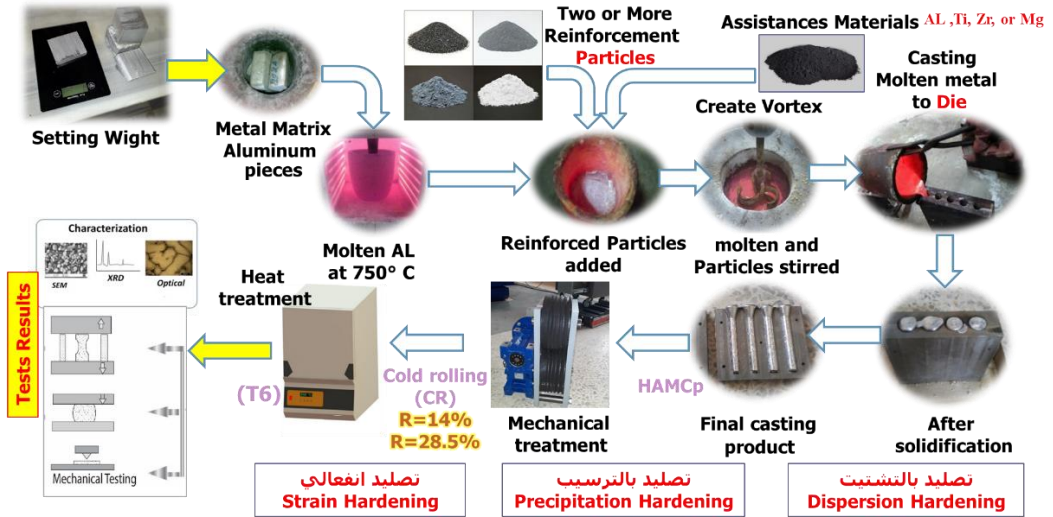 Setting Wight
Metal Matrix
Aluminum
pieces
Two or More
Reinforcement
Particles
Assistances Materials AL ,Ti, Zr, or Mg
Create Vortex
Casting
Molten metal
to Die
Molten AL
at 750° C
Reinforced Particles
added
molten and
Particles stirred
After
solidification
Final casting
product
HAMCp
Mechanical
treatment
Cold rolling
(CR)
R=14%
R=28.5%
Heat
treatment
(T6)
Characterization
SEM
XRD
Optical
Tests Results
Mechanical Testing
تصليد انفعالي
Strain Hardening
تصليد بالترسيب
Precipitation Hardening
تصليد بالتشتيت
Dispersion Hardening